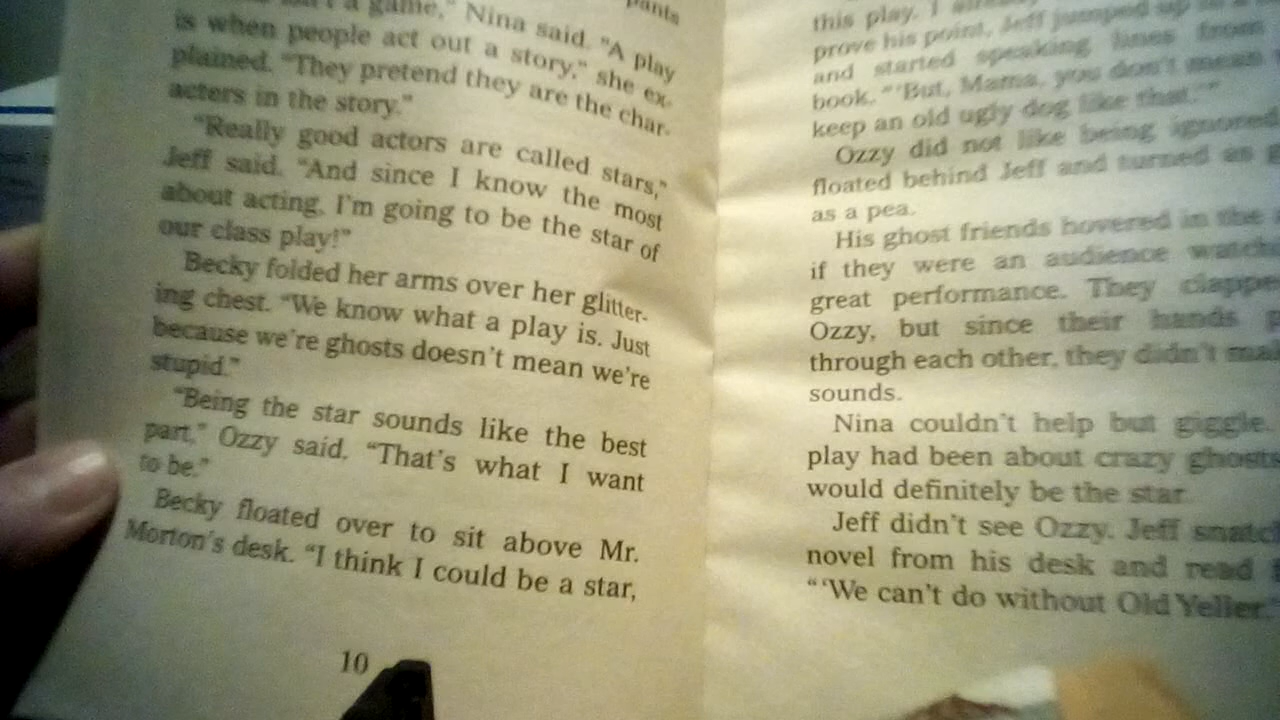 pants
a game," Nina said. "A play
is when people act out a story," she ex-
plained. "They pretend they are the char-
acters in the story."
"Really good actors are called stars,"
Jeff said. "And since I know the most
about acting, I'm going to be the star of
our class play!"
Becky folded her arms over her glitter-
ing chest. "We know what a play is. Just
because we're ghosts doesn't mean we're
stupid."
"Being the star sounds like the best
part," Ozzy said. "That's what I want
to be."
Becky floated over to sit above Mr.
Morton's desk. "I think I could be a star,
10
this play. I
prove his point, Jeff jumped up
and started speaking lines from
book. "'But, Mama, you don't mean
keep an old ugly dog like that.'"
Ozzy did not like being ignored
floated behind Jeff and turned as
as a pea.
His ghost friends hovered in the
if they were an audience
great performance. They
Ozzy, but since their hands
through each other, they didn't
sounds.
Nina couldn't help but giggle.
play had been about crazy ghosts
would definitely be the star
Jeff didn't see Ozzy. Jeff
novel from his desk and read
"'We can't do without Old Yeller.'